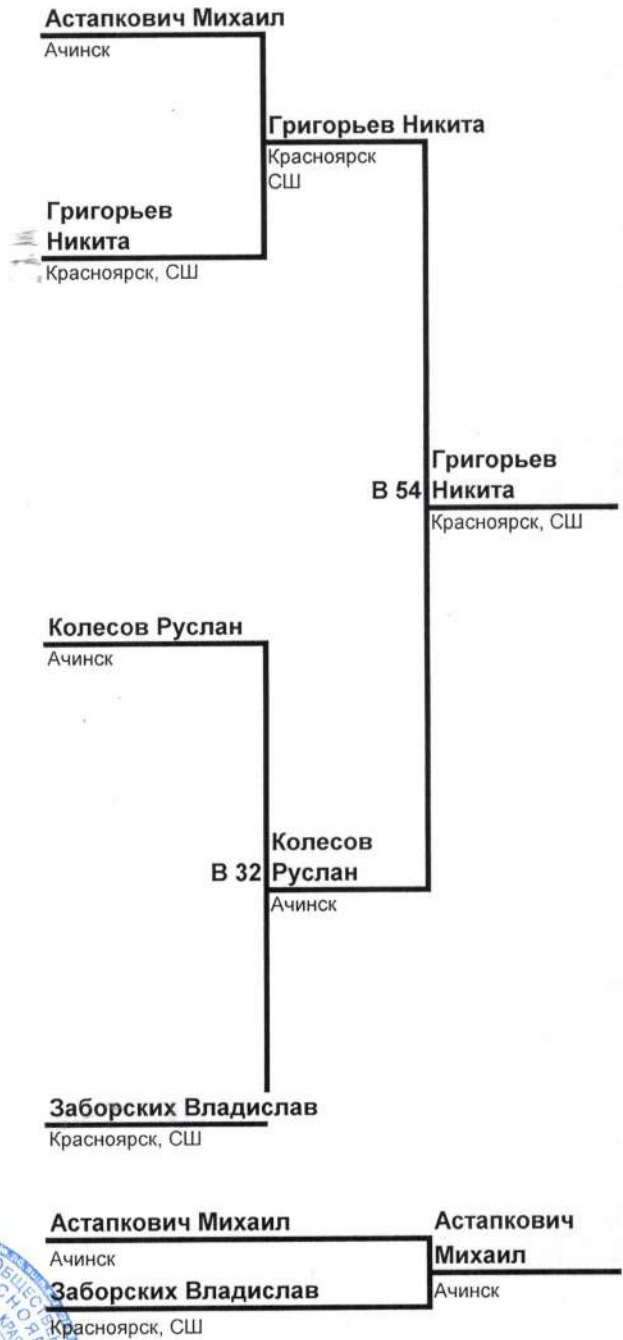 Астапкович Михаил
Ачинск
Григорьев Никита
Красноярск
СШ
Григорьев
Никита
Красноярск, СШ
Григорьев
В 54 Никита
Красноярск, СШ
Колесов Руслан
Ачинск
Колесов
В 32 Руслан
Ачинск
Заборских Владислав
Красноярск, СШ
Астапкович Михаил
Ачинск
Астапкович
Михаил
Ачинск
Заборских Владислав
Красноярск, СШ